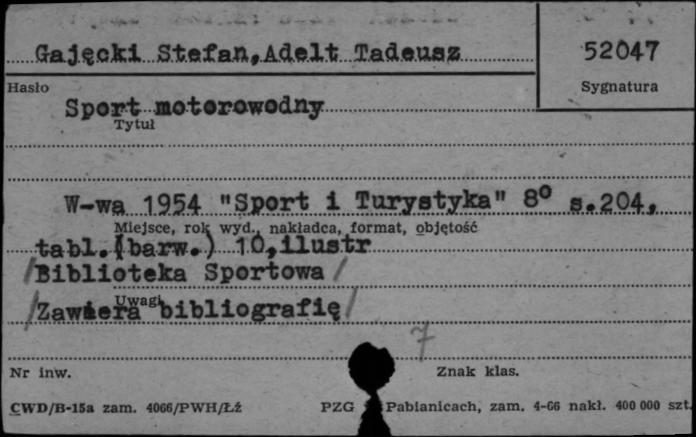 Gajęcki Stefan,Adelt Tadeusz
52047
Hasło
Sygnatura
Sport motorowodny
Tytuł
W-wa 1954 "Sport i Turystyka" 8° s.204,
Miejsce, rok wyd., nakładca, format, objętość
tabl.(barw.) 10,ilustr
/Biblioteka Sportowa/
Uwagi
/Zawiera bibliografię/
7
Nr inw.
Znak klas.
CWD/B-15a zam. 4066/PWH/Łź
PZG Pabianicach, zam. 4-66 nakł. 400 000 szt.